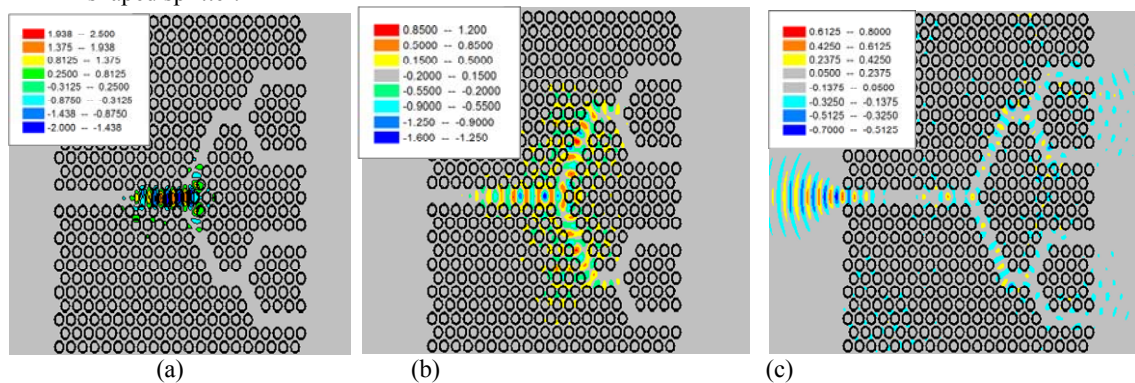 shaped splitter.
1.938 -- 2.500
1.375 -- 1.938
0.8125 -- 1.375
0.2500 -- 0.8125
-0.3125 -- 0.2500
-0.8750 -- -0.3125
-1.438 -- -0.8750
-2.000 -- -1.438
0.8500 -- 1.200
0.5000 -- 0.8500
0.1500 -- 0.5000
-0.2000 -- 0.1500
-0.5500 -- -0.2000
-0.9000 -- -0.5500
-1.250 -- -0.9000
-1.600 -- -1.250
0.6125 -- 0.8000
0.4250 -- 0.6125
0.2375 -- 0.4250
0.0500 -- 0.2375
-0.1375 -- 0.0500
-0.3250 -- -0.1375
-0.5125 -- -0.3250
-0.7000 -- -0.5125
(a) (b) (c)